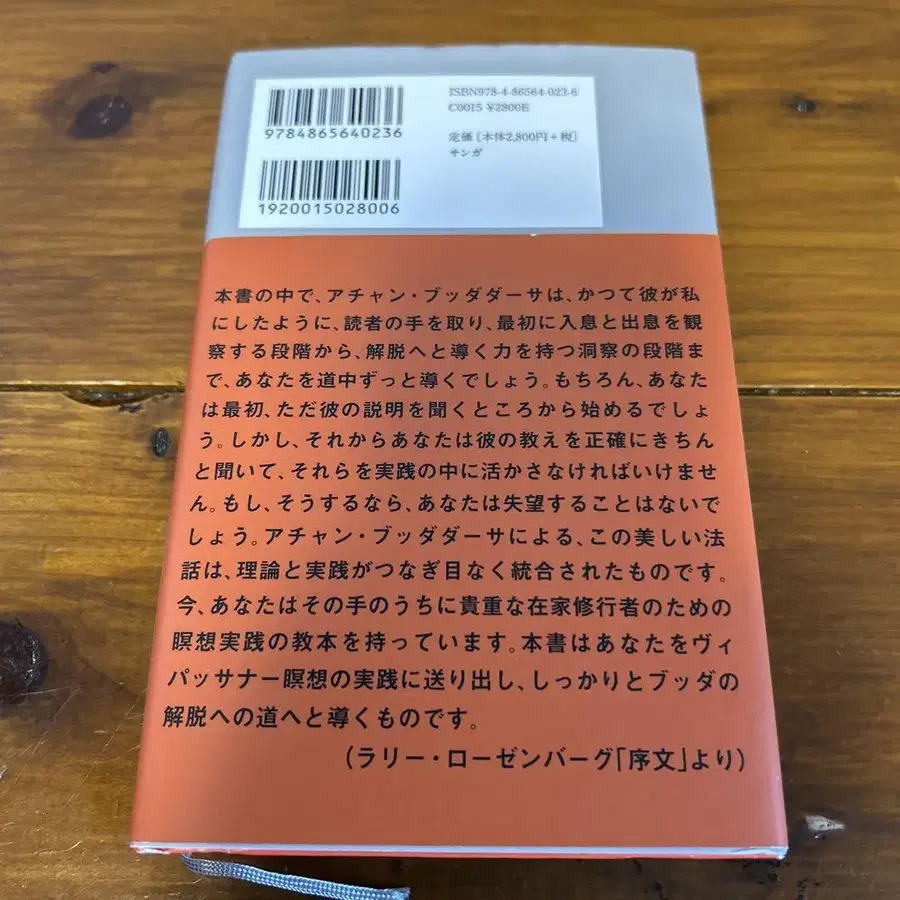 9784865640236
1920015028006
ISBN978-4-86564-023-6
C0015 ¥2800E
定価［本体2,800円+税］
サンガ
本書の中で、アチャン・ブッダダーサは、かつて彼が私
にしたように、読者の手を取り、最初に入息と出息を観
察する段階から、解脱へと導く力を持つ洞察の段階ま
で、あなたを道中ずっと導くでしょう。もちろん、あなた
は最初、ただ彼の説明を聞くところから始めるでしょ
う。しかし、それからあなたは彼の教えを正確にきちん
と聞いて、それらを実践の中に活かさなければいけませ
ん。もし、そうするなら、あなたは失望することはないで
しょう。アチャン・ブッダダーサによる、この美しい法
話は、理論と実践がつなぎ目なく統合されたものです。
今、あなたはその手のうちに貴重な在家修行者のための
瞑想実践の教本を持っています。本書はあなたをヴィ
パッサナー瞑想の実践に送り出し、しっかりとブッダの
解脱への道へと導くものです。
（ラリー・ローゼンバーグ「序文」より）